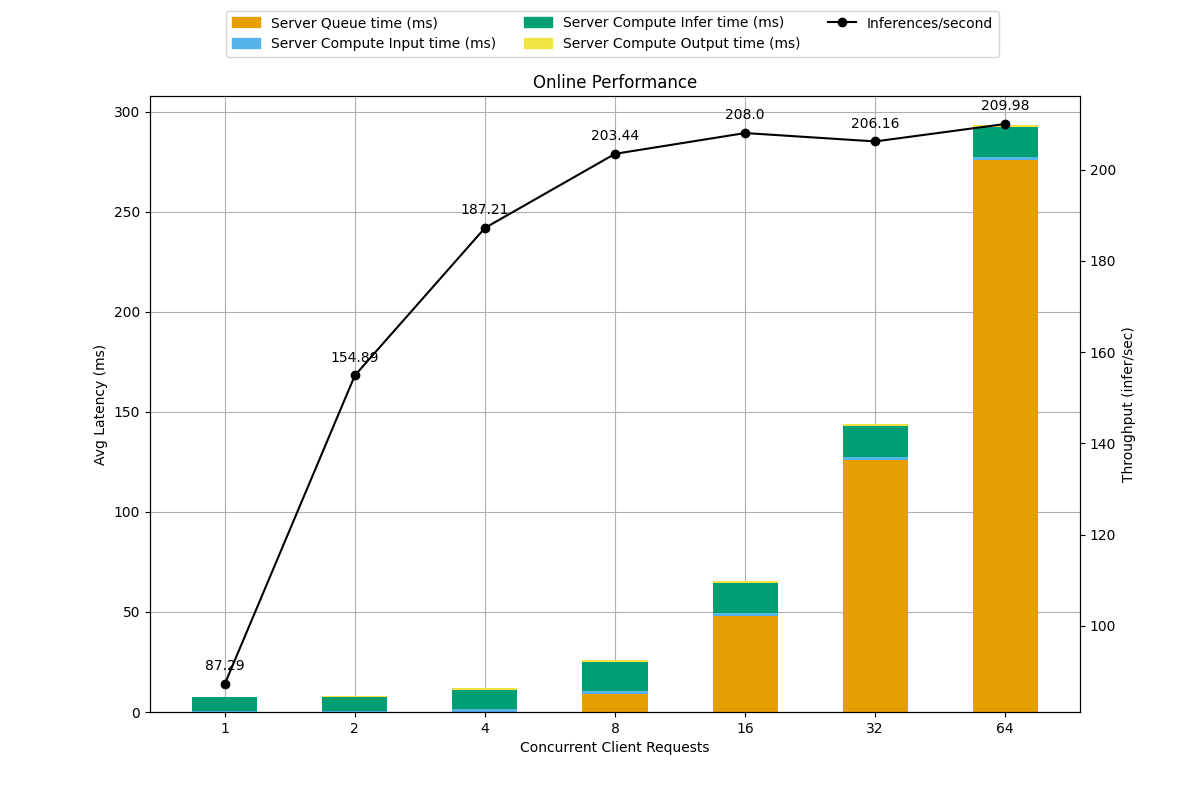 Server Queue time (ms)
Server Compute Input time (ms)
Server Compute Infer time (ms)
Server Compute Output time (ms)
Inferences/second
Online Performance
300
250
200
150
100
50
0
Avg Latency (ms)
87.29
154.89
187.21
203.44
208.0
206.16
209.98
200
180
160
140
120
100
Throughput (infer/sec)
1 2 4 8 16 32 64
Concurrent Client Requests